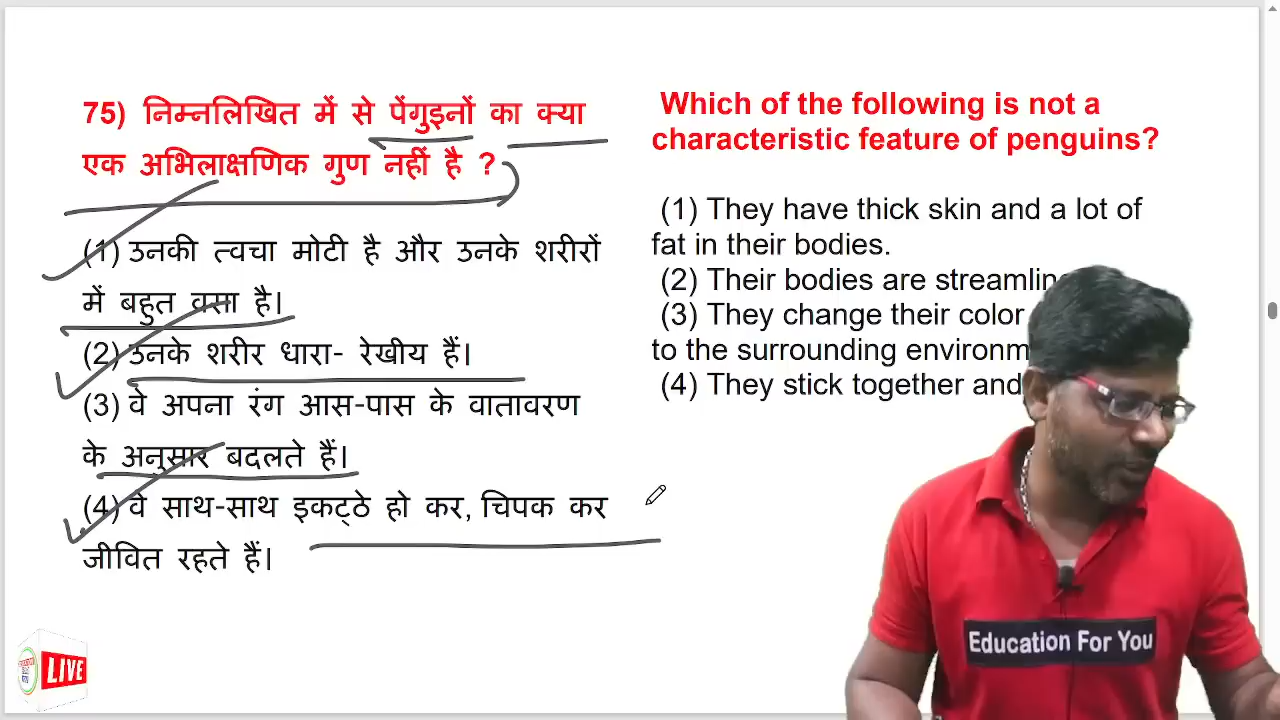 75) निम्नलिखित में से पेंगुइनों का क्या
एक अभिलाक्षणिक गुण नहीं है ?
(1) उनकी त्वचा मोटी है और उनके शरीरों
में बहुत वसा है।
(2) उनके शरीर धारा- रेखीय हैं।
(3) वे अपना रंग आस-पास के वातावरण
के अनुसार बदलते हैं।
(4) वे साथ-साथ इकट्ठे हो कर, चिपक कर
जीवित रहते हैं।
Which of the following is not a
characteristic feature of penguins?
(1) They have thick skin and a lot of
fat in their bodies.
(2) Their bodies are
(3) They change their color
to the surrounding
(4) They stick together and
Education For You
LIVE